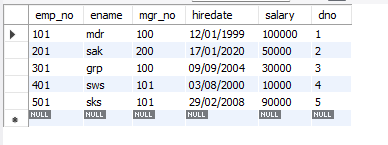 emp_no ename mgr_no hiredate salary dno
101 mdr 100 12/01/1999 100000 1
201 sak 200 17/01/2020 50000 2
301 grp 100 09/09/2004 30000 3
401 sws 101 03/08/2000 10000 4
501 sks 101 29/02/2008 90000 5
NULL NULL NULL NULL NULL NULL